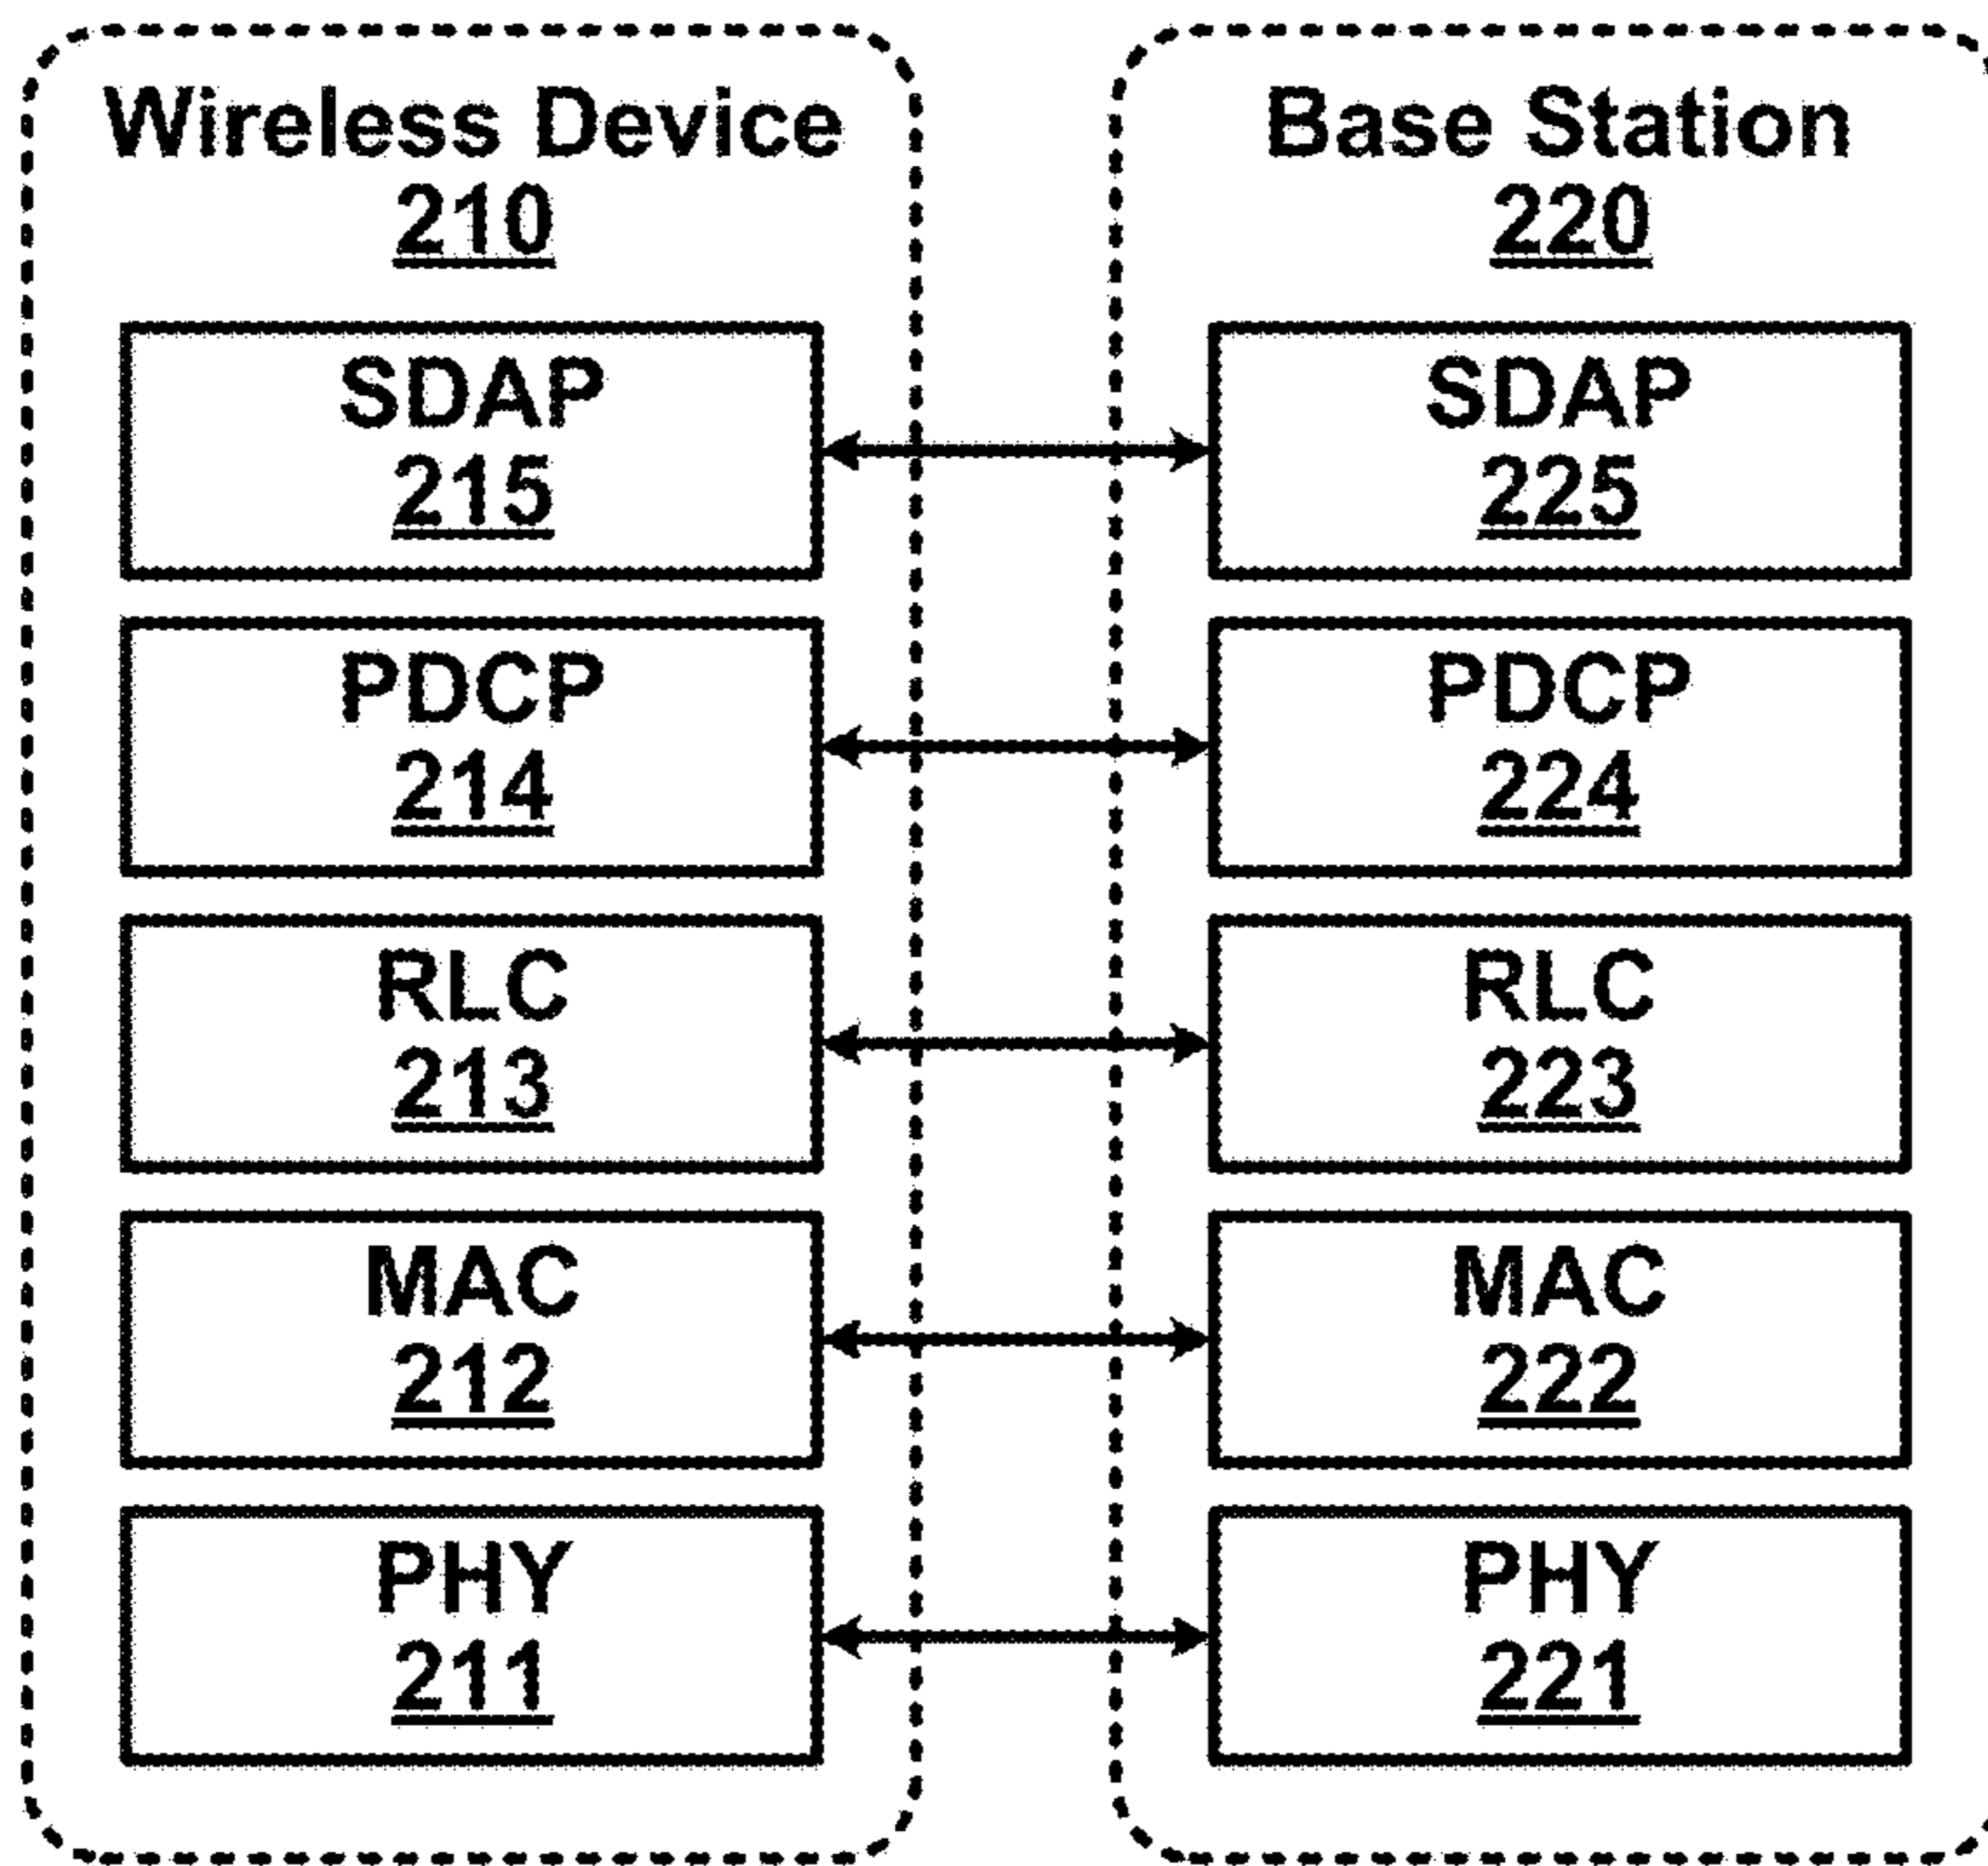 Wireless Device
210
SDAP
215
PDCP
214
RLC
213
MAC
212
PHY
211
Base Station
220
SDAP
225
PDCP
224
RLC
223
MAC
222
PHY
221